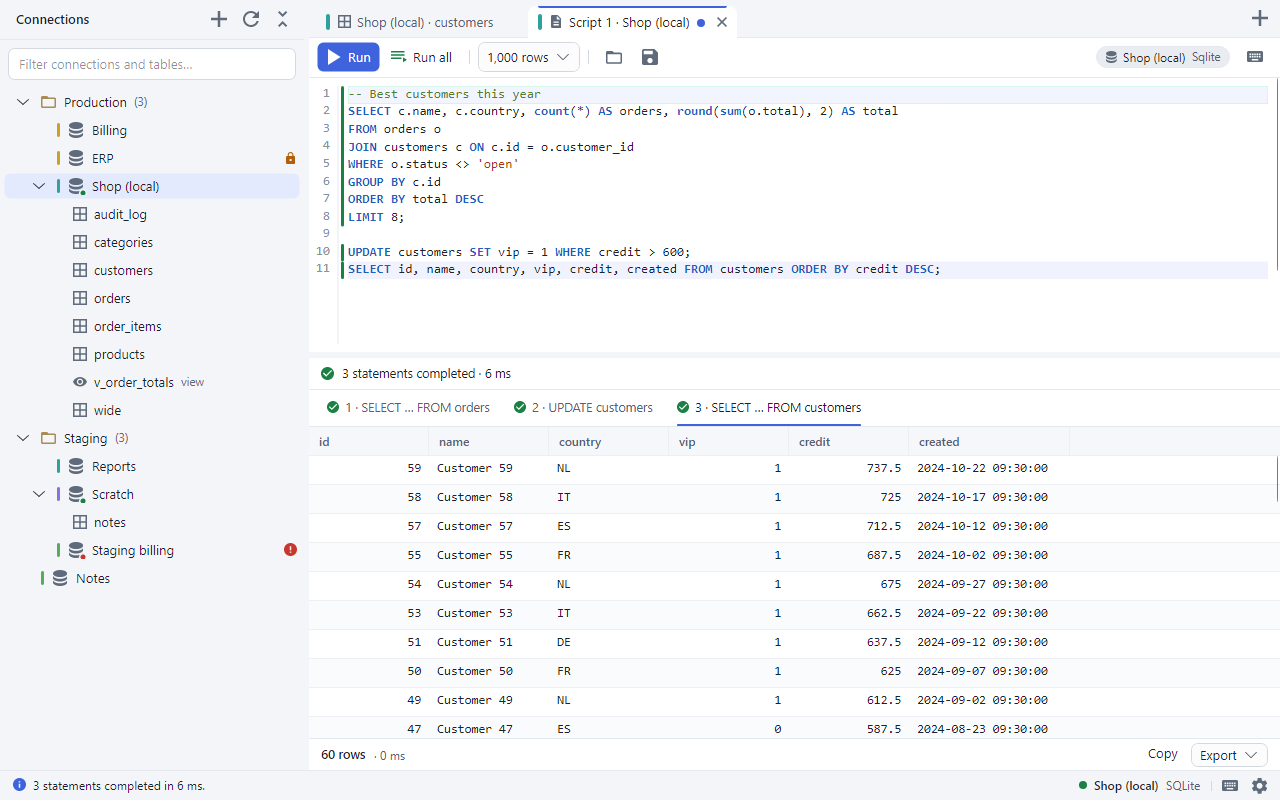 Connections
Filter connections and tables...
Production (3)
Billing
ERP
Shop (local)
audit_log
categories
customers
orders
order_items
products
v_order_totals view
wide
Staging (3)
Reports
Scratch
notes
Staging billing
Notes
Shop (local) · customers
Script 1 · Shop (local)
Run
Run all
1,000 rows
Shop (local) Sqlite
1 -- Best customers this year
2 SELECT c.name, c.country, count(*) AS orders, round(sum(o.total), 2) AS total
3 FROM orders o
4 JOIN customers c ON c.id = o.customer_id
5 WHERE o.status <> 'open'
6 GROUP BY c.id
7 ORDER BY total DESC
8 LIMIT 8;
9
10 UPDATE customers SET vip = 1 WHERE credit > 600;
11 SELECT id, name, country, vip, credit, created FROM customers ORDER BY credit DESC;
3 statements completed · 6 ms
1 · SELECT ... FROM orders
2 · UPDATE customers
3 · SELECT ... FROM customers
id name country vip credit created
59 Customer 59 NL 1 737.5 2024-10-22 09:30:00
58 Customer 58 IT 1 725 2024-10-17 09:30:00
57 Customer 57 ES 1 712.5 2024-10-12 09:30:00
55 Customer 55 FR 1 687.5 2024-10-02 09:30:00
54 Customer 54 NL 1 675 2024-09-27 09:30:00
53 Customer 53 IT 1 662.5 2024-09-22 09:30:00
51 Customer 51 DE 1 637.5 2024-09-12 09:30:00
50 Customer 50 FR 1 625 2024-09-07 09:30:00
49 Customer 49 NL 1 612.5 2024-09-02 09:30:00
47 Customer 47 ES 0 587.5 2024-08-23 09:30:00
60 rows · 0 ms
Copy
Export
3 statements completed in 6 ms.
Shop (local) SQLite